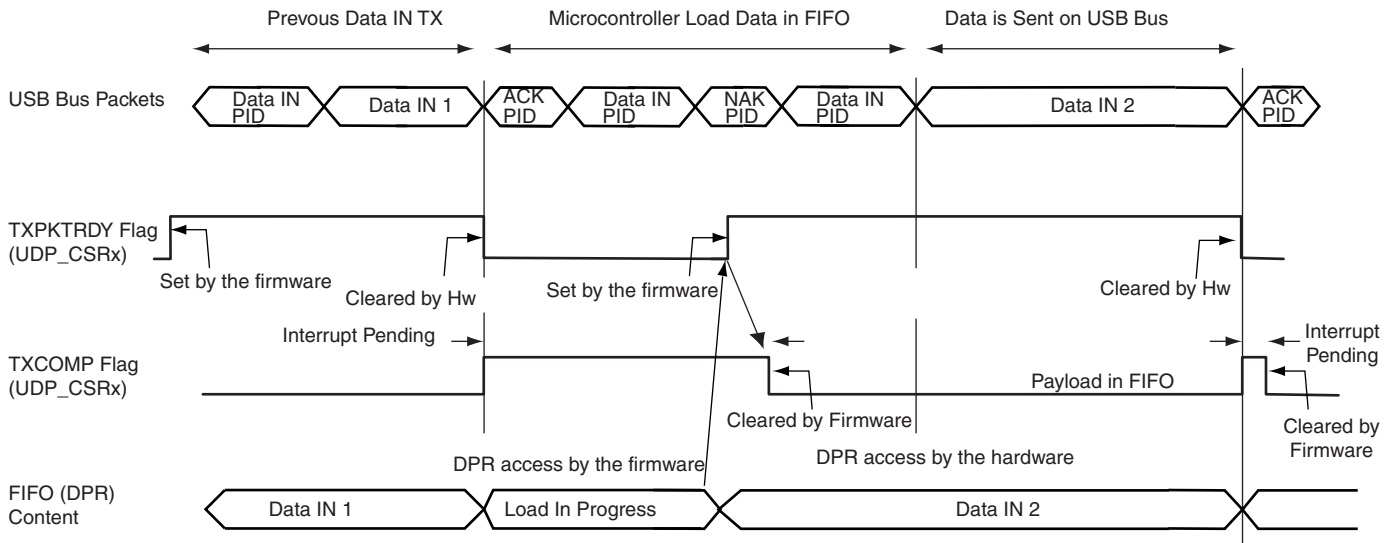 Prevous Data IN TX
Microcontroller Load Data in FIFO
Data is Sent on USB Bus
USB Bus Packets
Data IN
PID
Data IN 1
ACK
PID
Data IN
PID
NAK
PID
Data IN
PID
Data IN 2
ACK
PID
TXPKTRDY Flag
(UDP_CSRx)
Set by the firmware
Cleared by Hw
Set by the firmware
Cleared by Hw
Interrupt Pending
Interrupt
Pending
TXCOMP Flag
(UDP_CSRx)
Payload in FIFO
Cleared by Firmware
Cleared by
Firmware
DPR access by the firmware
DPR access by the hardware
FIFO (DPR)
Content
Data IN 1
Load In Progress
Data IN 2